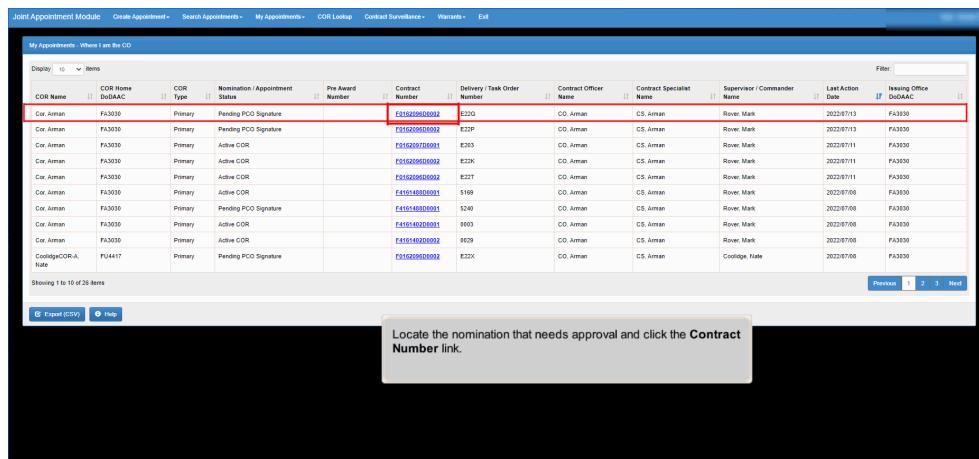 Joint Appointment Module Create Appointment Search Appointments My Appointments COR Lookup Contract Surveillance Warrants Exit
My Appointments - Where I am the CO
Display 10 items Filter:
COR Name COR Home DoDAAC COR Type Nomination / Appointment Status Pre Award Number Contract Number Delivery / Task Order Number Contract Officer Name Contract Specialist Name Supervisor / Commander Name Last Action Date Issuing Office DoDAAC
Cor, Arman FA3030 Primary Pending PCO Signature F0162096D0002 E22Q CO, Arman CS, Arman Rover, Mark 2022/07/13 FA3030
Cor, Arman FA3030 Primary Pending PCO Signature F0162096D0002 E22P CO, Arman CS, Arman Rover, Mark 2022/07/13 FA3030
Cor, Arman FA3030 Primary Active COR F0162097D0001 E203 CO, Arman CS, Arman Rover, Mark 2022/07/11 FA3030
Cor, Arman FA3030 Primary Active COR F0162096D0002 E22K CO, Arman CS, Arman Rover, Mark 2022/07/11 FA3030
Cor, Arman FA3030 Primary Active COR F0162096D0002 E22T CO, Arman CS, Arman Rover, Mark 2022/07/11 FA3030
Cor, Arman FA3030 Primary Active COR F4161488D0001 5169 CO, Arman CS, Arman Rover, Mark 2022/07/08 FA3030
Cor, Arman FA3030 Primary Pending PCO Signature F4161488D0001 5240 CO, Arman CS, Arman Rover, Mark 2022/07/08 FA3030
Cor, Arman FA3030 Primary Active COR F4161402D0001 0003 CO, Arman CS, Arman Rover, Mark 2022/07/08 FA3030
Cor, Arman FA3030 Primary Active COR F4161402D0002 0029 CO, Arman CS, Arman Rover, Mark 2022/07/08 FA3030
CoolidgeCOR-A, Nate FU4417 Primary Pending PCO Signature F0162096D0002 E22X CO, Arman CS, Arman Coolidge, Nate 2022/07/08 FA3030
Showing 1 to 10 of 26 items Previous 1 2 3 Next
Export (CSV) Help
Locate the nomination that needs approval and click the Contract
Number link.